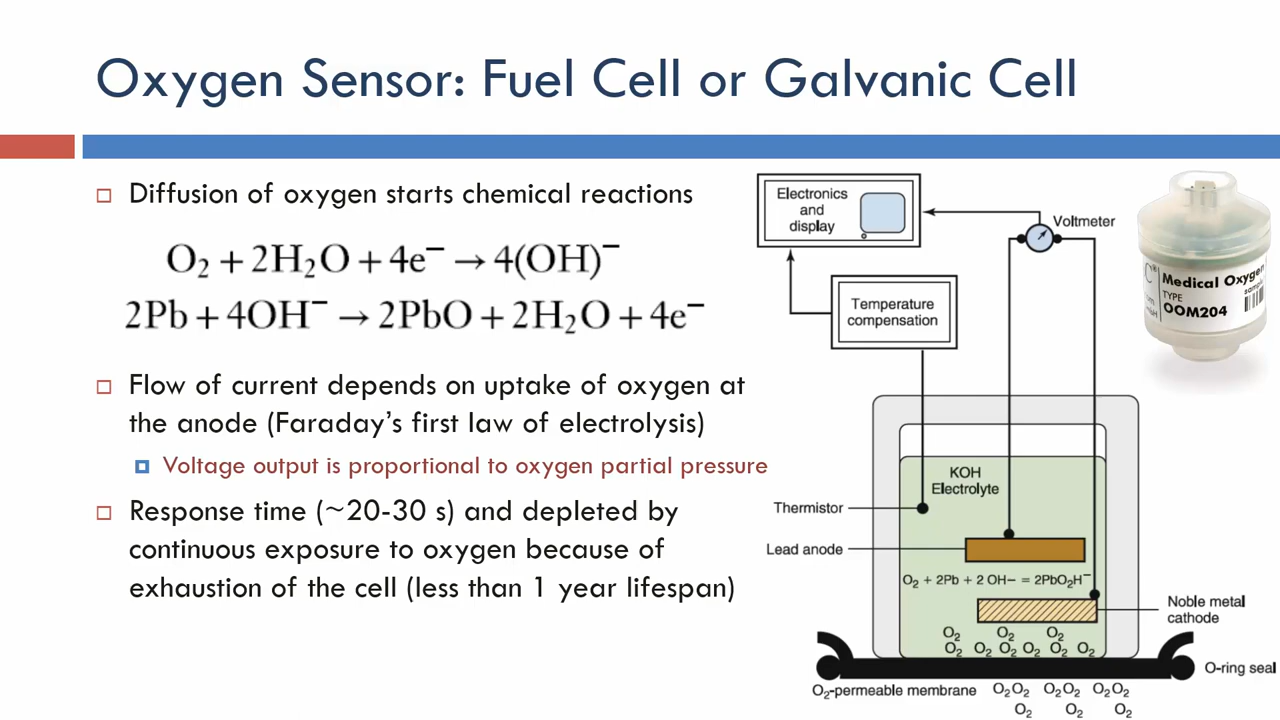 Oxygen Sensor: Fuel Cell or Galvanic Cell
Diffusion of oxygen starts chemical reactions
O₂ + 2H₂O + 4e⁻ → 4(OH)⁻
2Pb + 4OH⁻ → 2PbO + 2H₂O + 4e⁻
Flow of current depends on uptake of oxygen at
the anode (Faraday's first law of electrolysis)
Voltage output is proportional to oxygen partial pressure
Response time (~20-30 s) and depleted by
continuous exposure to oxygen because of
exhaustion of the cell (less than 1 year lifespan)
Electronics
and
display
Voltmeter
Temperature
compensation
KOH
Electrolyte
Thermistor
Lead anode
O₂ + 2Pb + 2 OH– = 2PbO₂H⁻
Noble metal
cathode
O₂ O₂ O₂
O₂ O₂ O₂ O₂ O₂ O₂
O-ring seal
O₂-permeable membrane
O₂O₂ O₂O₂ O₂O₂
O₂ O₂ O₂
Medical Oxygen
TYPE
OOM204